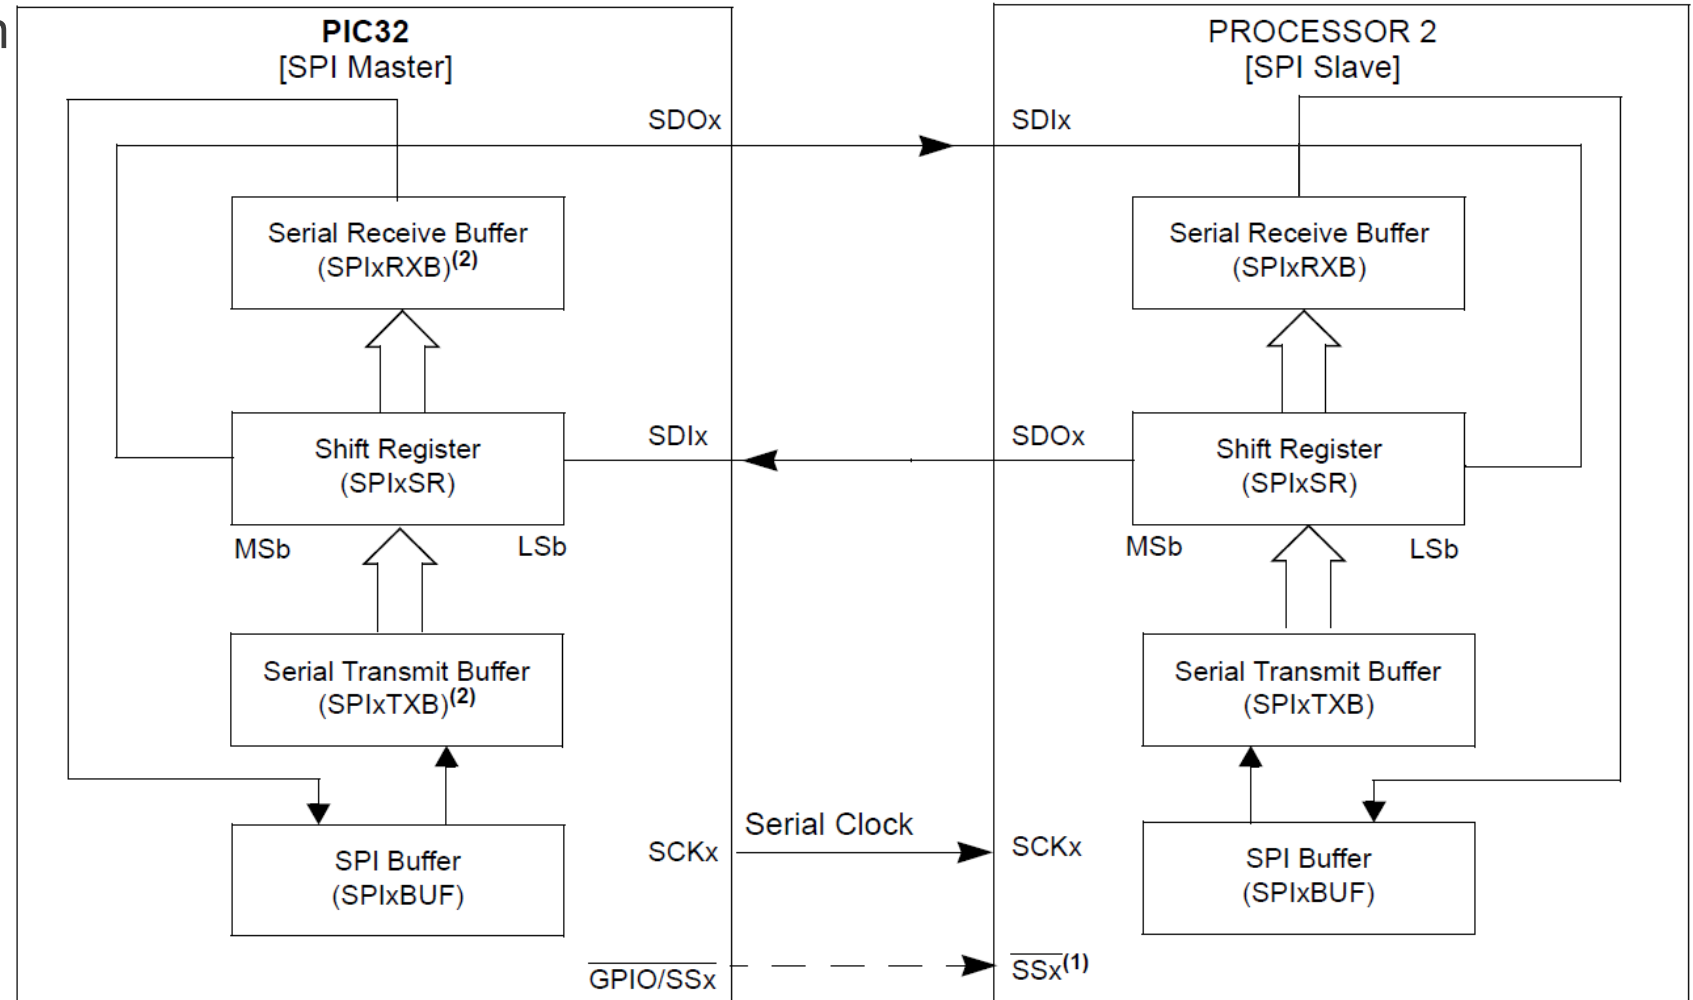 n
PIC32
[SPI Master]
SDOx
Serial Receive Buffer
(SPIxRXB)(2)
Shift Register
(SPIxSR)
SDIx
MSb
LSb
Serial Transmit Buffer
(SPIxTXB)(2)
SPI Buffer
(SPIxBUF)
SCKx
GPIO/SSx
Serial Clock
PROCESSOR 2
[SPI Slave]
SDIx
Serial Receive Buffer
(SPIxRXB)
SDOx
Shift Register
(SPIxSR)
MSb
LSb
Serial Transmit Buffer
(SPIxTXB)
SCKx
SPI Buffer
(SPIxBUF)
SSx(1)